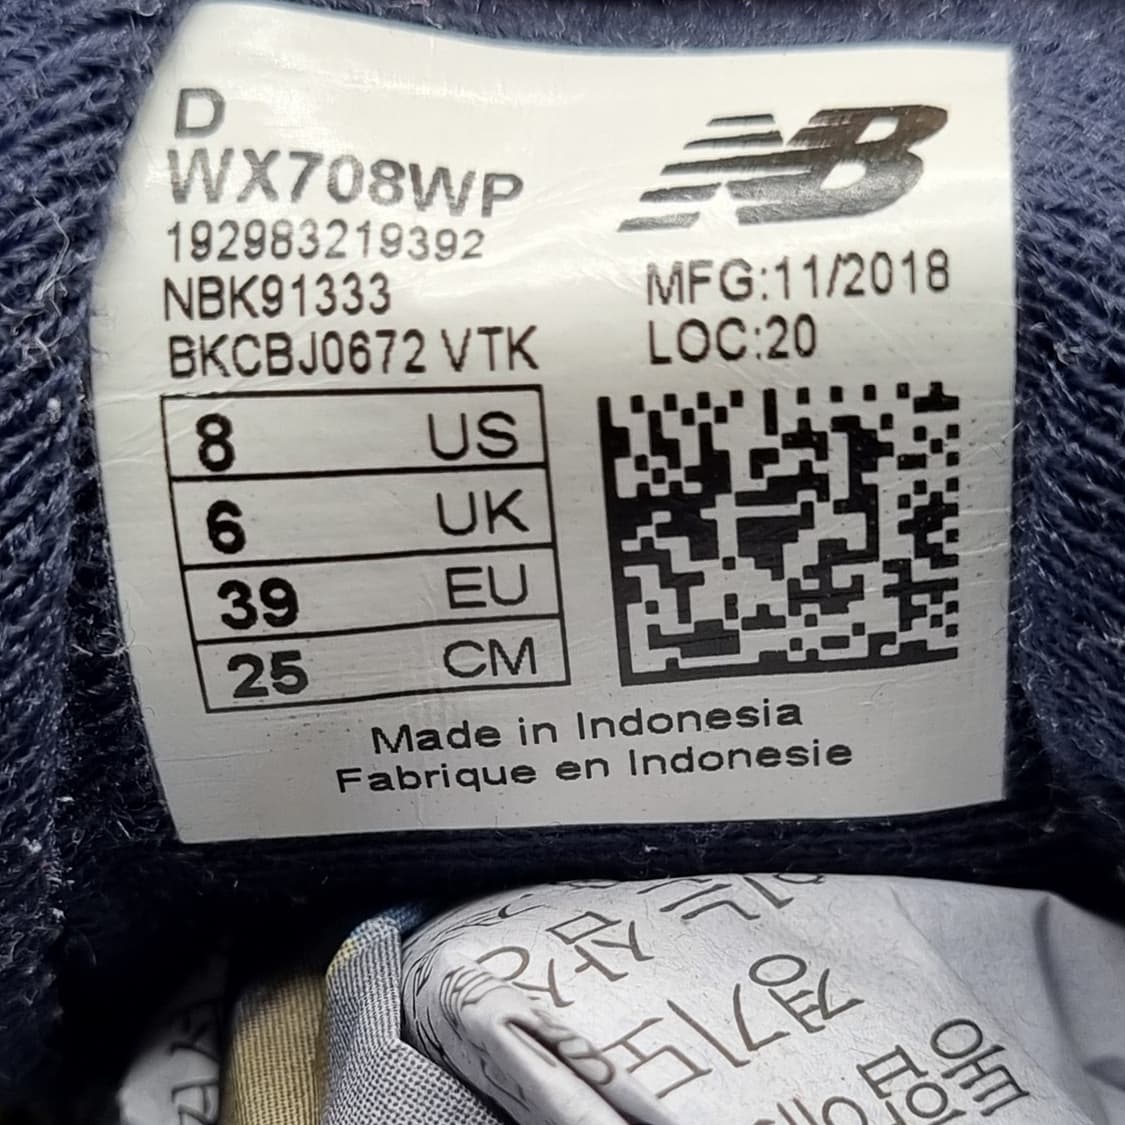 D
WX708WP
192983219392
NBK91333
BKCBJ0672 VTK
NB
MFG:11/2018
LOC:20
8 US
6 UK
39 EU
25 CM
Made in Indonesia
Fabrique en Indonesie